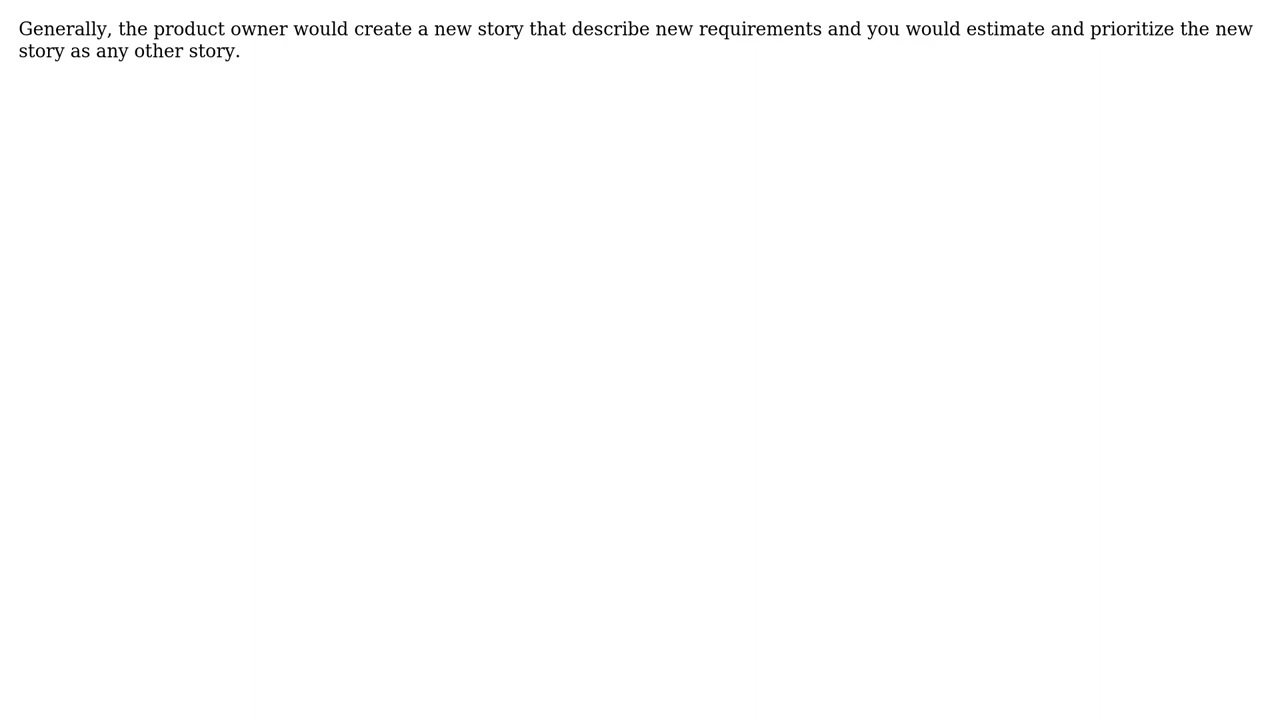 Generally, the product owner would create a new story that describe new requirements and you would estimate and prioritize the new
story as any other story.